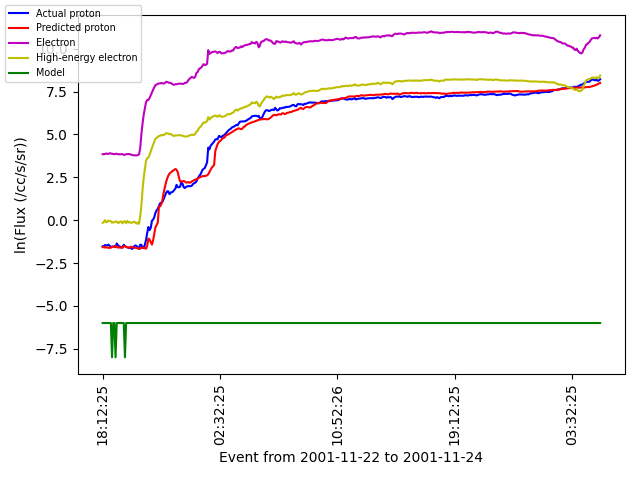 Actual proton
Predicted proton
Electron
High-energy electron
Model
10.0
7.5
5.0
2.5
0.0
−2.5
−5.0
−7.5
ln(Flux (/cc/s/sr))
18:12:25
02:32:25
10:52:26
19:12:25
03:32:25
Event from 2001-11-22 to 2001-11-24